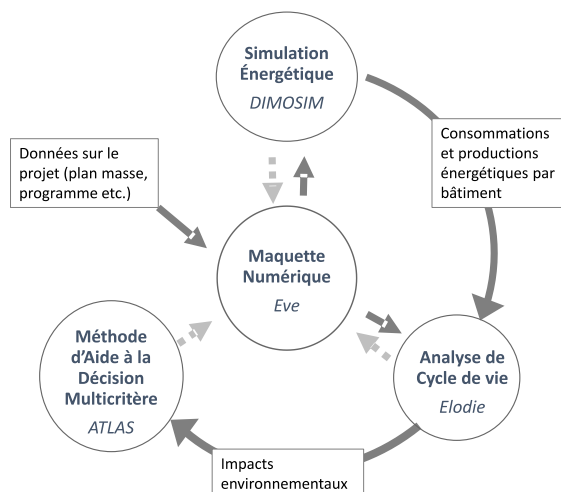 Simulation
Énergétique
DIMOSIM
Données sur le
projet (plan masse,
programme etc.)
Consommations
et productions
énergétiques par
bâtiment
Maquette
Numérique
Eve
Méthode
d'Aide à la
Décision
Multicritère
ATLAS
Analyse de
Cycle de vie
Elodie
Impacts
environnementaux